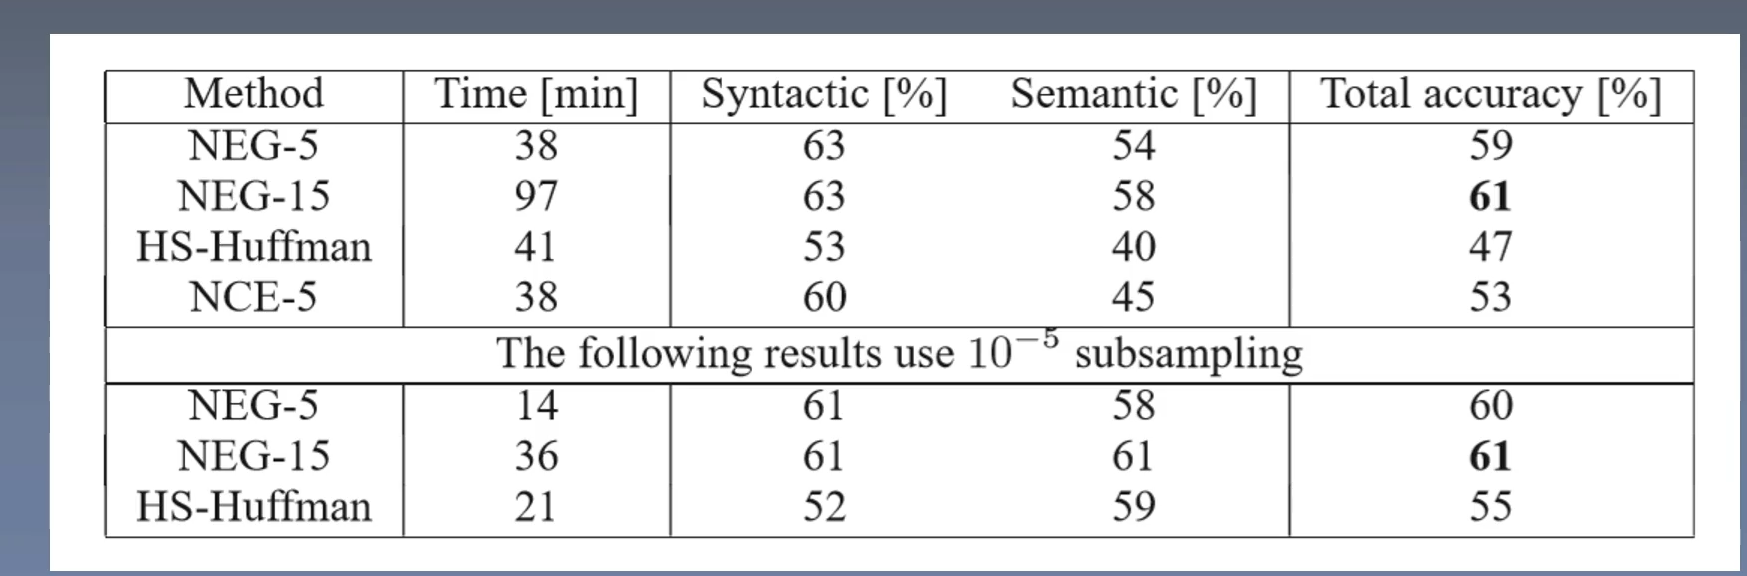 Method Time [min] Syntactic [%] Semantic [%] Total accuracy [%]
NEG-5 38 63 54 59
NEG-15 97 63 58 61
HS-Huffman 41 53 40 47
NCE-5 38 60 45 53
The following results use 10⁻⁵ subsampling
NEG-5 14 61 58 60
NEG-15 36 61 61 61
HS-Huffman 21 52 59 55